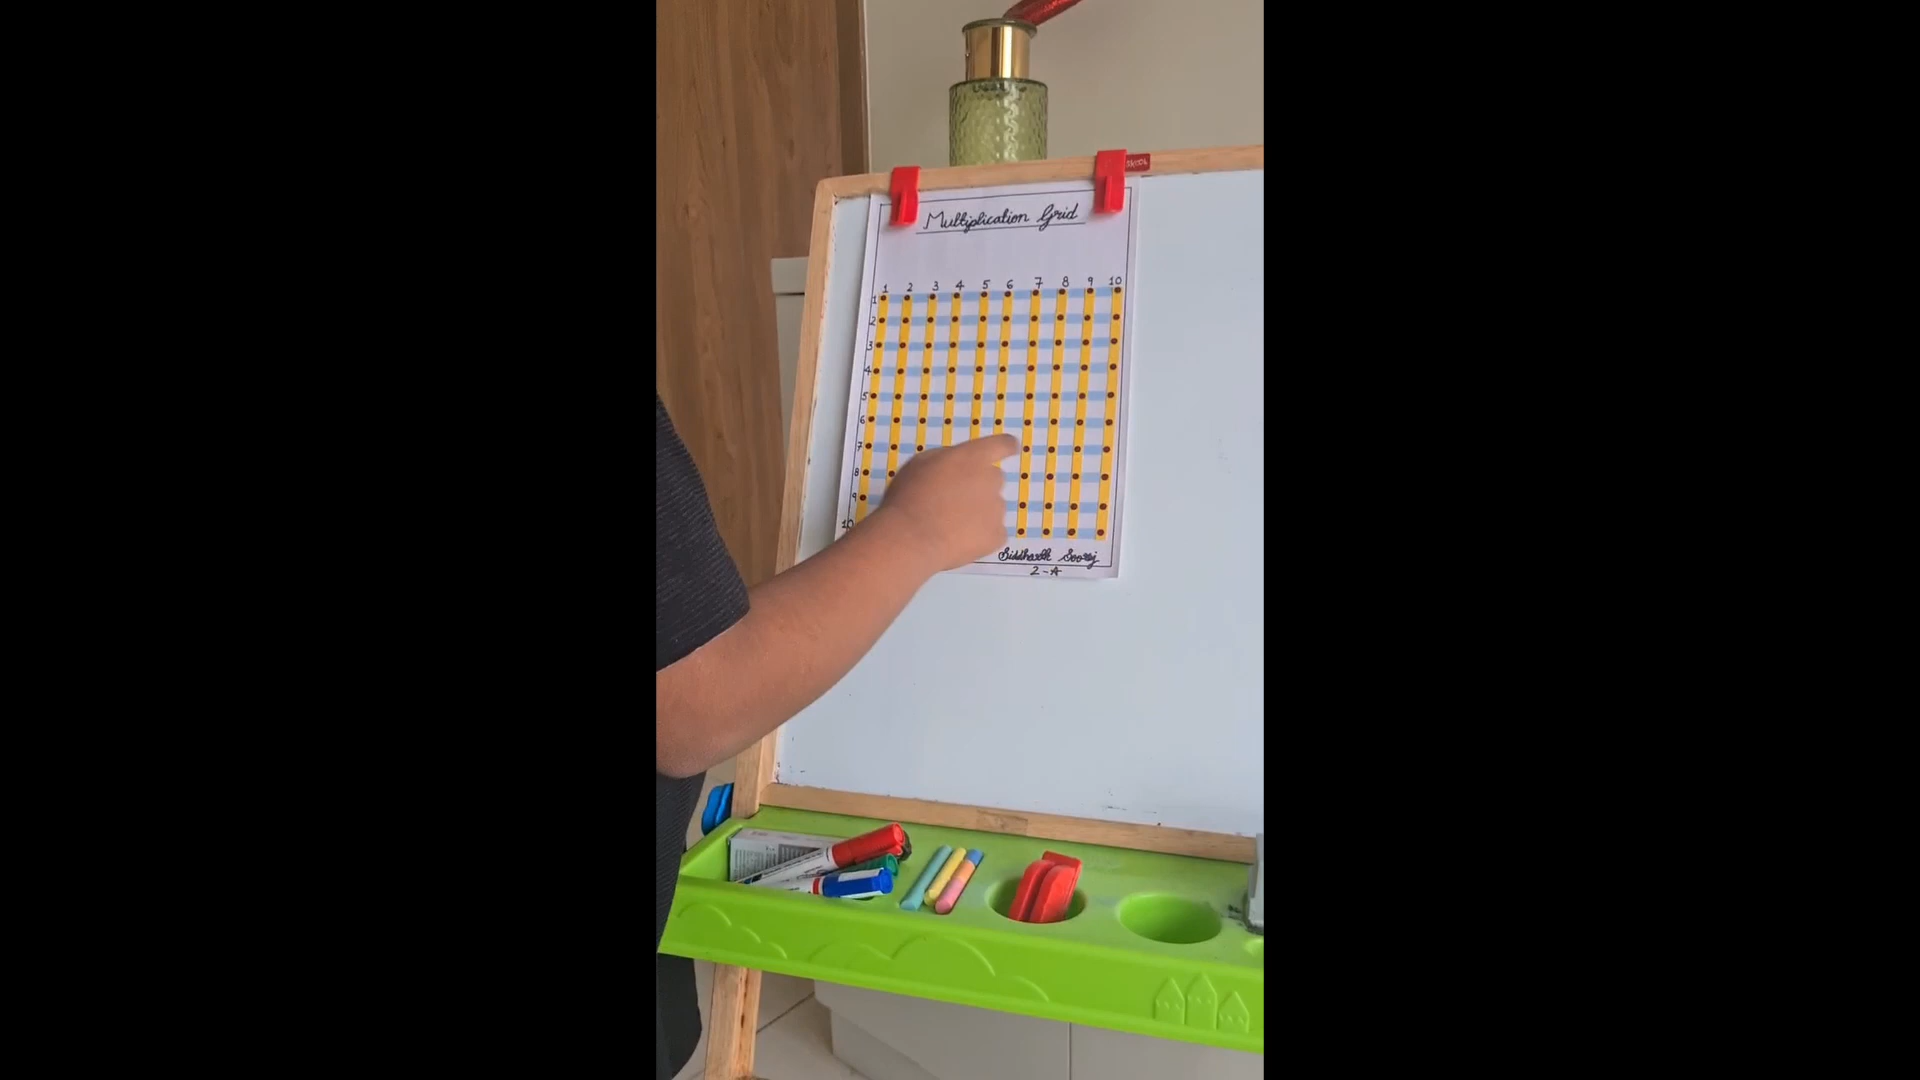 Multiplication Grid
1 2 3 4 5 6 7 8 9 10
1
2
3
4
5
6
7
8
9
10
Siddharth Sooraj
2-A